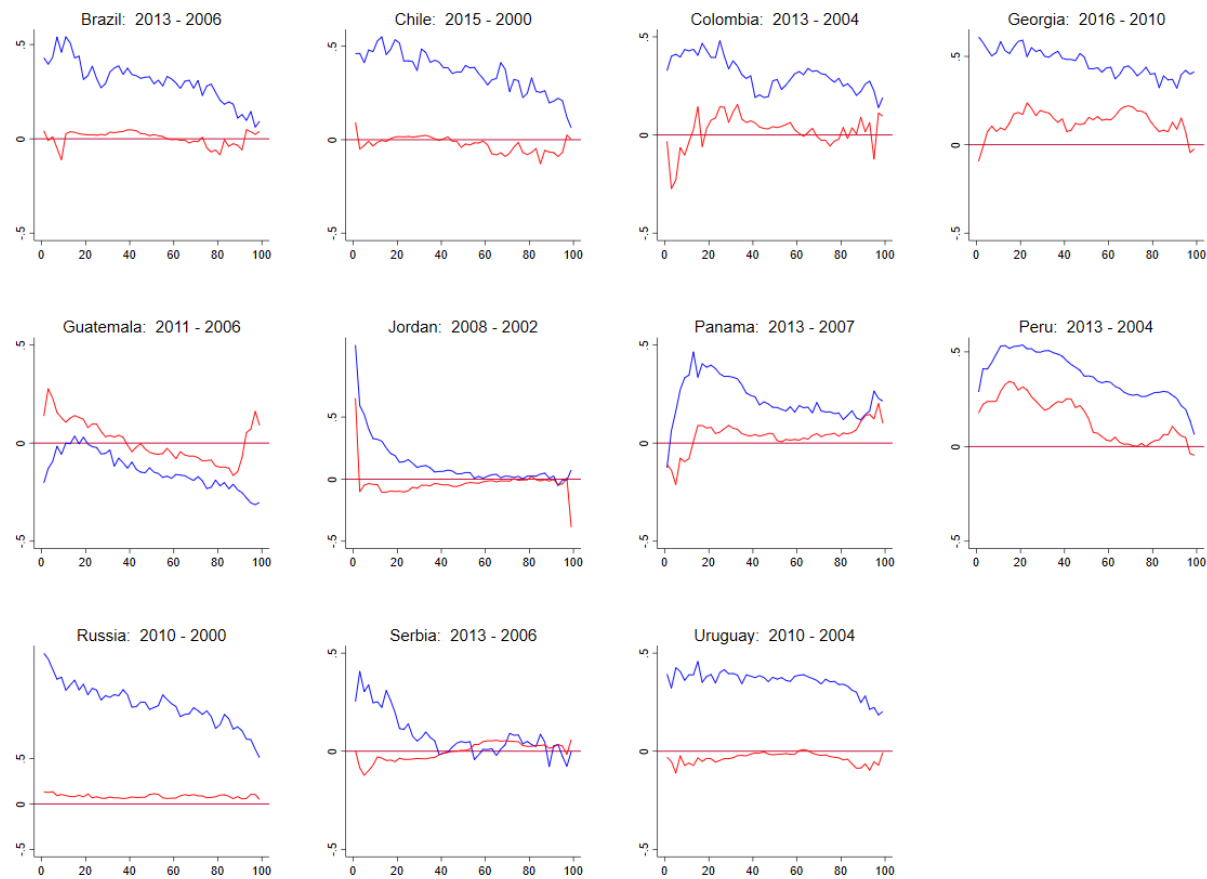 Brazil: 2013 - 2006
.5
0
-.5
0 20 40 60 80 100
Chile: 2015 - 2000
.5
0
-.5
0 20 40 60 80 100
Colombia: 2013 - 2004
.5
0
-.5
0 20 40 60 80 100
Georgia: 2016 - 2010
.5
0
-.5
0 20 40 60 80 100
Guatemala: 2011 - 2006
.5
0
-.5
0 20 40 60 80 100
Jordan: 2008 - 2002
.5
0
-.5
0 20 40 60 80 100
Panama: 2013 - 2007
.5
0
-.5
0 20 40 60 80 100
Peru: 2013 - 2004
.5
0
-.5
0 20 40 60 80 100
Russia: 2010 - 2000
.5
0
-.5
0 20 40 60 80 100
Serbia: 2013 - 2006
.5
0
-.5
0 20 40 60 80 100
Uruguay: 2010 - 2004
.5
0
-.5
0 20 40 60 80 100